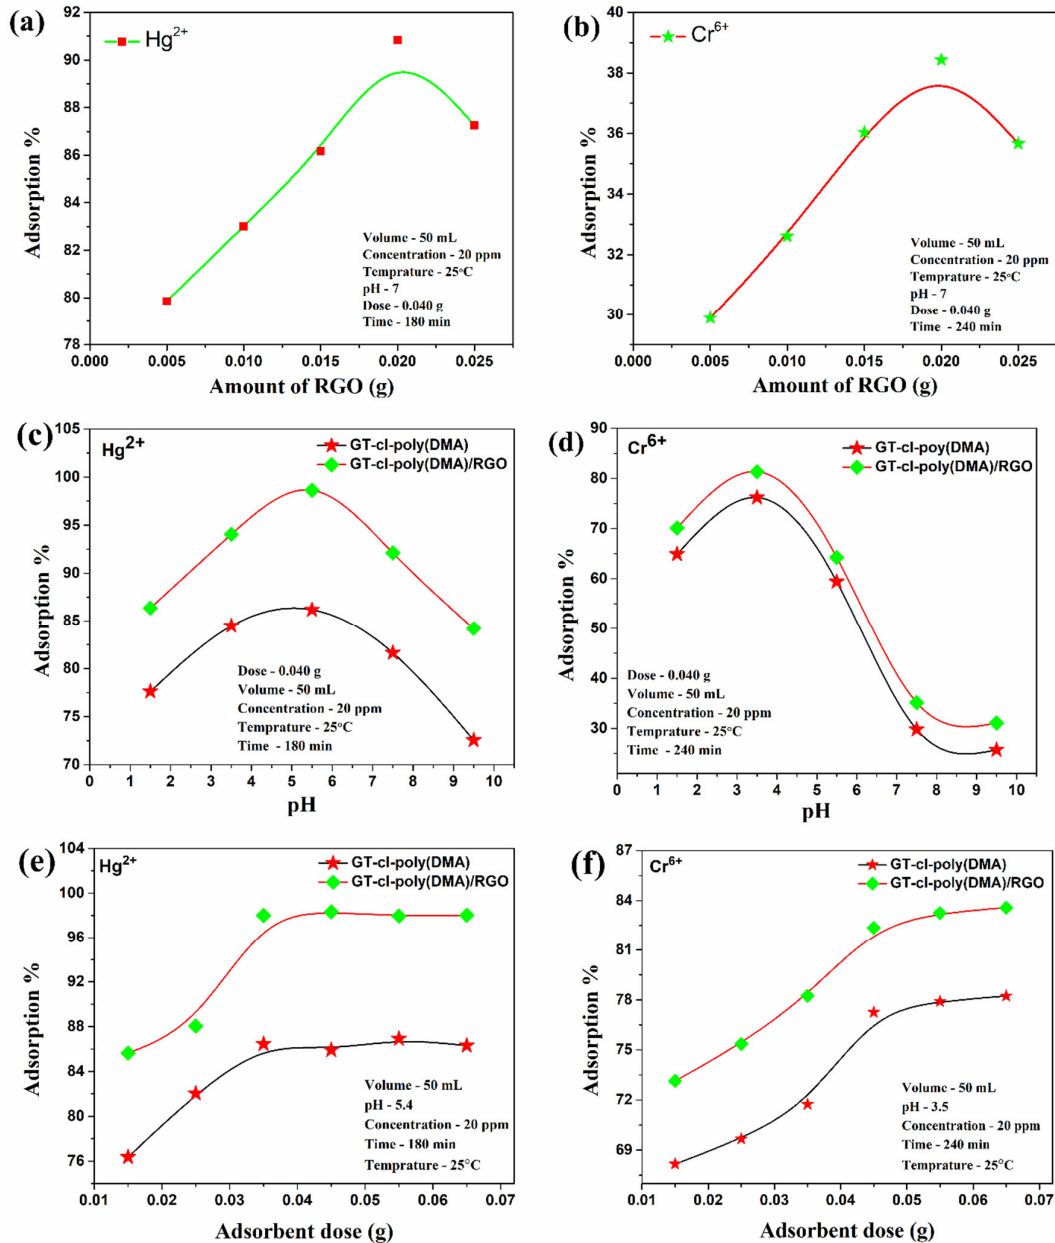 (a)
Hg2+
Adsorption %
92
90
88
86
84
82
80
78
Volume - 50 mL
Concentration - 20 ppm
Temprature - 25°C
pH - 7
Dose - 0.040 g
Time - 180 min
0.000 0.005 0.010 0.015 0.020 0.025
Amount of RGO (g)
(b)
Cr6+
Adsorption %
40
38
36
34
32
30
Volume - 50 mL
Concentration - 20 ppm
Temprature - 25°C
pH - 7
Dose - 0.040 g
Time - 240 min
0.000 0.005 0.010 0.015 0.020 0.025
Amount of RGO (g)
(c)
Hg2+
GT-cl-poly(DMA)
GT-cl-poly(DMA)/RGO
Adsorption %
105
100
95
90
85
80
75
70
Dose - 0.040 g
Volume - 50 mL
Concentration - 20 ppm
Temprature - 25°C
Time - 180 min
0 1 2 3 4 5 6 7 8 9 10
pH
(d)
Cr6+
GT-cl-poy(DMA)
GT-cl-poly(DMA)/RGO
Adsorption %
90
80
70
60
50
40
30
Dose - 0.040 g
Volume - 50 mL
Concentration - 20 ppm
Temprature - 25°C
Time - 240 min
0 1 2 3 4 5 6 7 8 9 10
pH
(e)
Hg2+
GT-cl-poly(DMA)
GT-cl-poly(DMA)/RGO
Adsorption %
104
100
96
92
88
84
80
76
Volume - 50 mL
pH - 5.4
Concentration - 20 ppm
Time - 180 min
Temprature - 25°C
0.01 0.02 0.03 0.04 0.05 0.06 0.07
Adsorbent dose (g)
(f)
Cr6+
GT-cl-poly(DMA)
GT-cl-poly(DMA)/RGO
Adsorption %
87
84
81
78
75
72
69
Volume - 50 mL
pH - 3.5
Concentration - 20 ppm
Time - 240 min
Temprature - 25°C
0.01 0.02 0.03 0.04 0.05 0.06 0.07
Adsorbent dose (g)